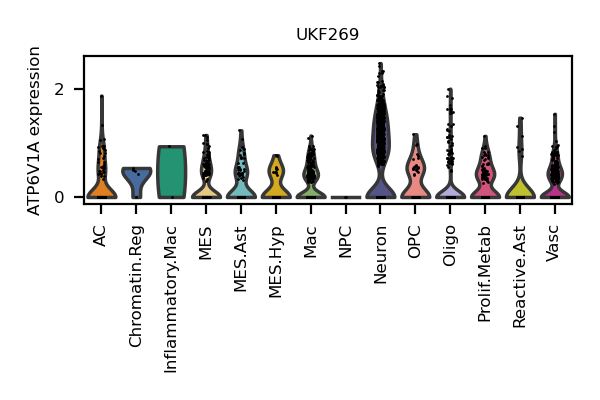 UKF269
ATP6V1A expression
2
0
AC
Chromatin.Reg
Inflammatory.Mac
MES
MES.Ast
MES.Hyp
Mac
NPC
Neuron
OPC
Oligo
Prolif.Metab
Reactive.Ast
Vasc